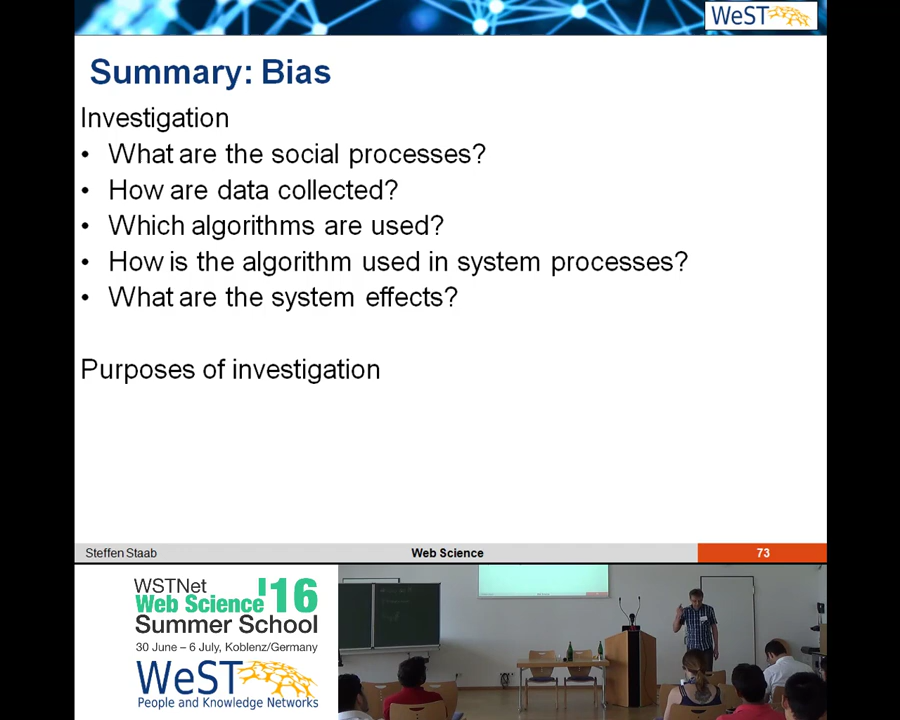 WeST
Summary: Bias
Investigation
• What are the social processes?
• How are data collected?
• Which algorithms are used?
• How is the algorithm used in system processes?
• What are the system effects?
Purposes of investigation
Steffen Staab
Web Science
73
WSTNet
Web Science '16
Summer School
30 June – 6 July, Koblenz/Germany
WeST
People and Knowledge Networks